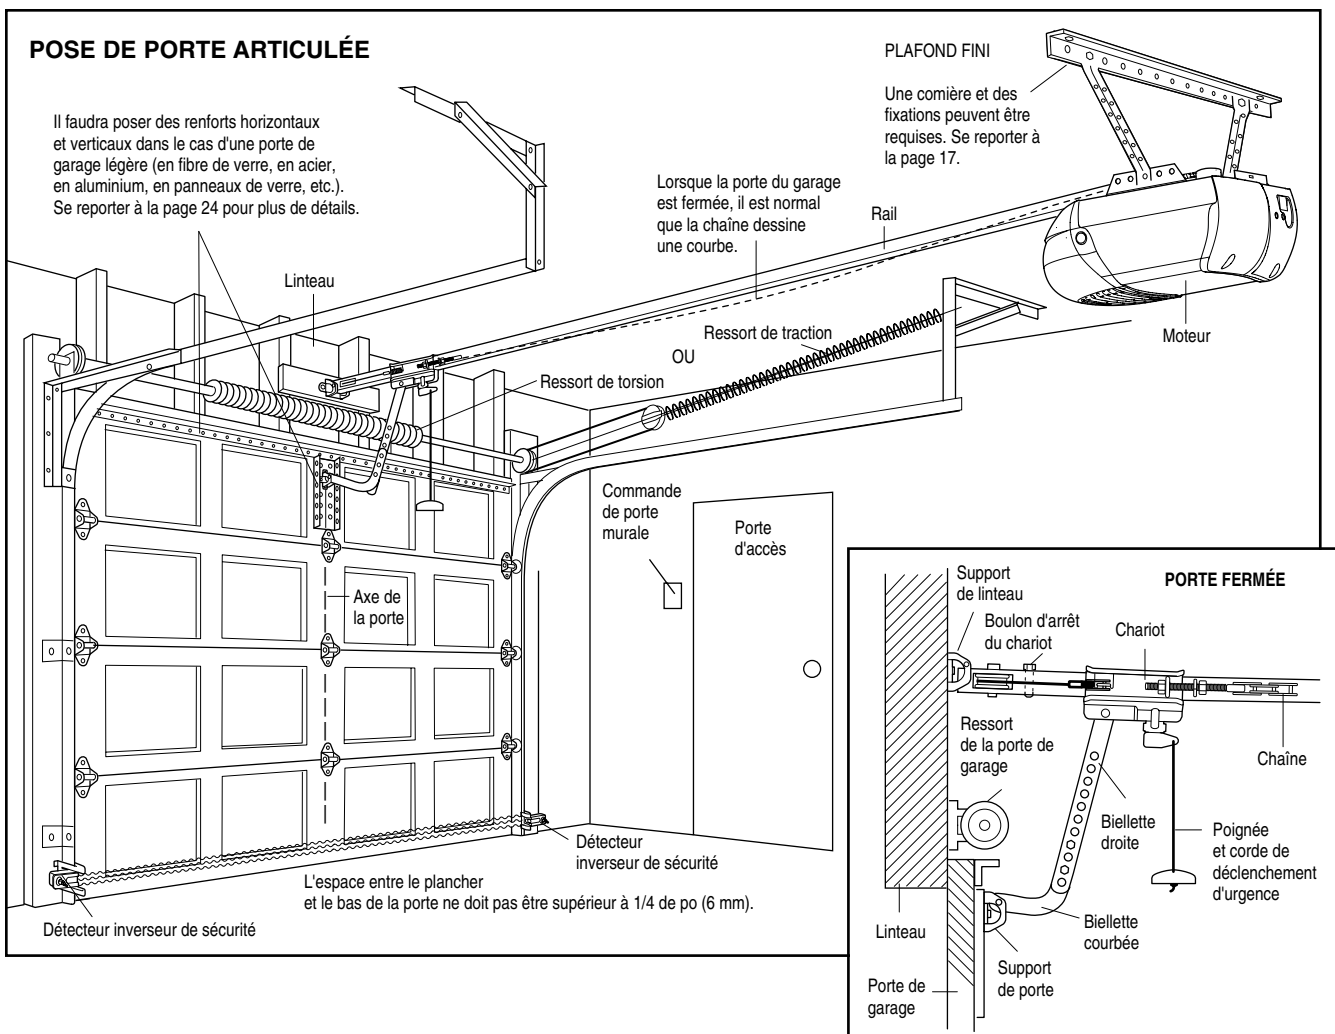 POSE DE PORTE ARTICULÉE
Il faudra poser des renforts horizontaux
et verticaux dans le cas d'une porte de
garage légère (en fibre de verre, en acier,
en aluminium, en panneaux de verre, etc.).
Se reporter à la page 24 pour plus de détails.
PLAFOND FINI
Une cornière et des
fixations peuvent être
requises. Se reporter à
la page 17.
Lorsque la porte du garage
est fermée, il est normal
que la chaîne dessine
une courbe.
Rail
Linteau
Moteur
Ressort de traction
OU
Ressort de torsion
Commande
de porte
murale
Porte
d'accès
Axe de
la porte
Détecteur
inverseur de sécurité
L'espace entre le plancher
et le bas de la porte ne doit pas être supérieur à 1/4 de po (6 mm).
Détecteur inverseur de sécurité
PORTE FERMÉE
Support
de linteau
Boulon d'arrêt
du chariot
Chariot
Ressort
de la porte de
garage
Chaîne
Biellette
droite
Poignée
et corde de
déclenchement
d'urgence
Linteau
Biellette
courbée
Support
de porte
Porte de
garage